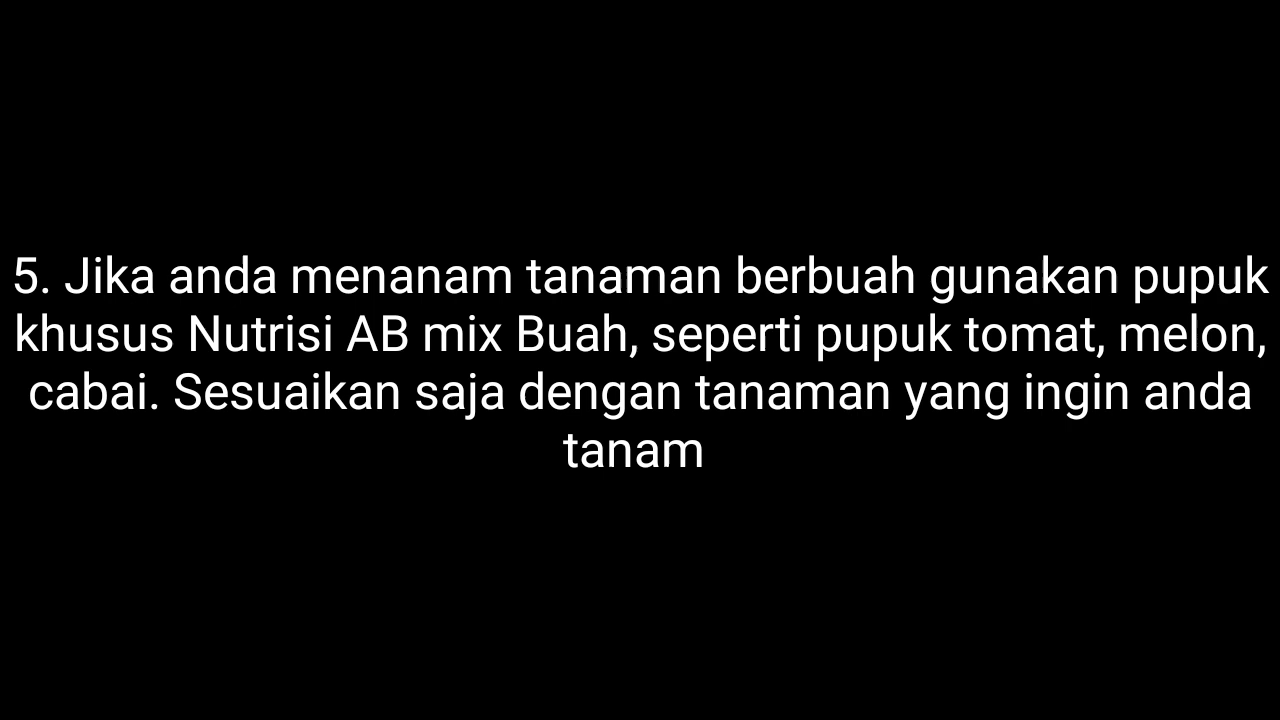 5. Jika anda menanam tanaman berbuah gunakan pupuk
khusus Nutrisi AB mix Buah, seperti pupuk tomat, melon,
cabai. Sesuaikan saja dengan tanaman yang ingin anda
tanam